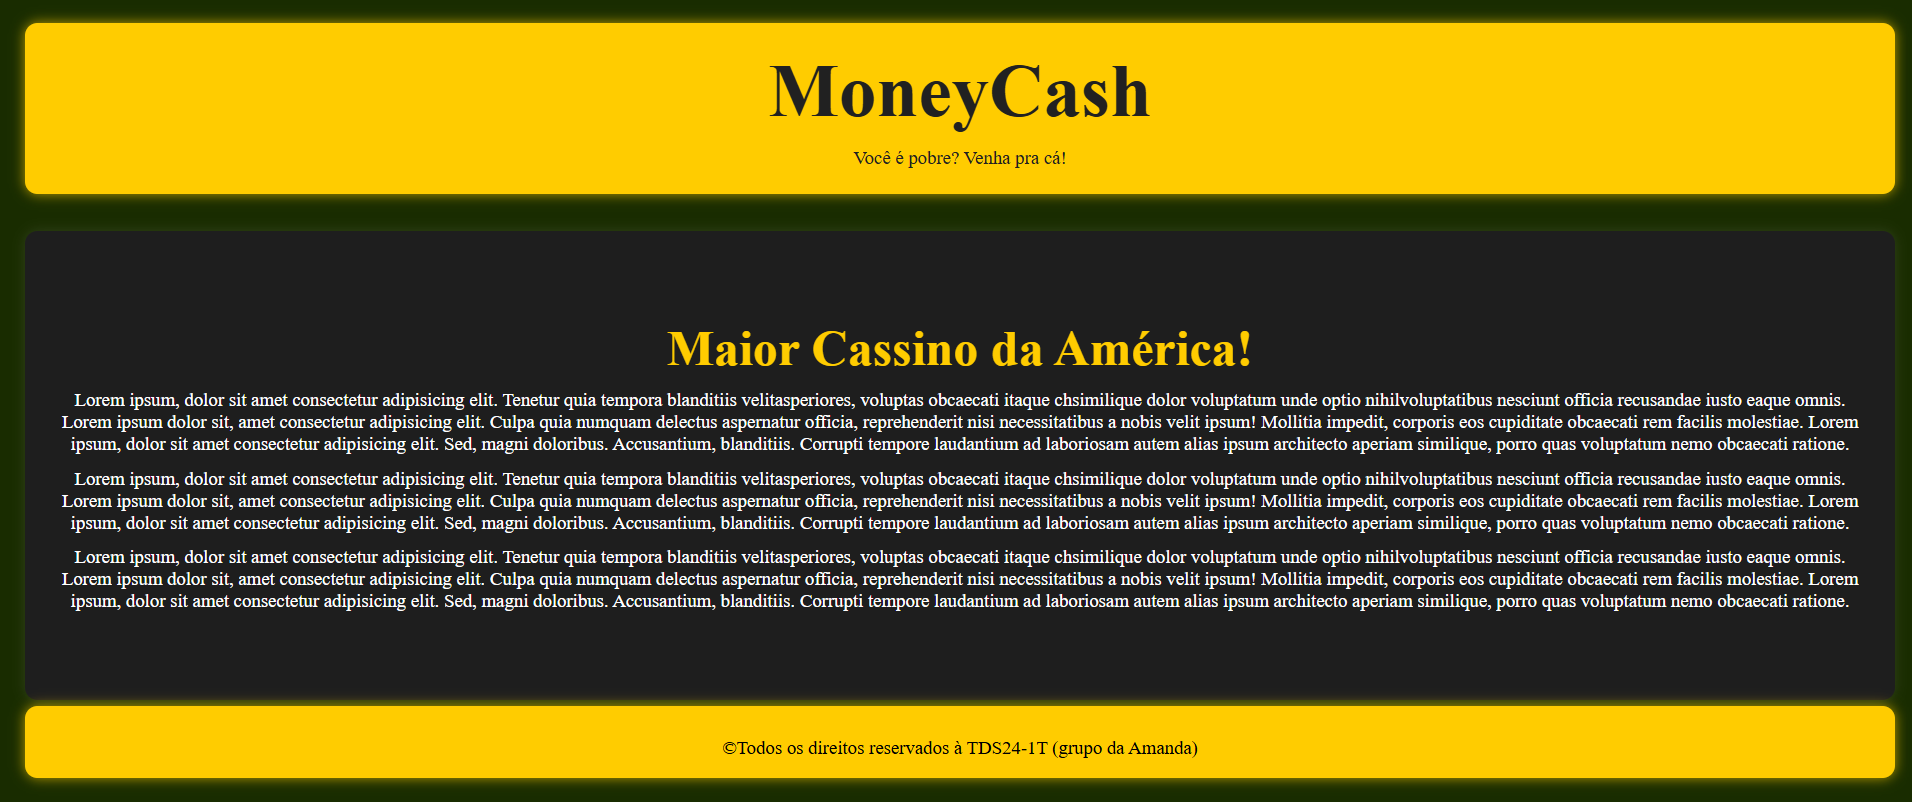 MoneyCash
Você é pobre? Venha pra cá!
Maior Cassino da América!
Lorem ipsum, dolor sit amet consectetur adipisicing elit. Tenetur quia tempora blanditiis velitasperiores, voluptas obcaecati itaque chsimilique dolor voluptatum unde optio nihilvoluptatibus nesciunt officia recusandae iusto eaque omnis.
Lorem ipsum dolor sit, amet consectetur adipisicing elit. Culpa quia numquam delectus aspernatur officia, reprehenderit nisi necessitatibus a nobis velit ipsum! Mollitia impedit, corporis eos cupiditate obcaecati rem facilis molestiae. Lorem
ipsum, dolor sit amet consectetur adipisicing elit. Sed, magni doloribus. Accusantium, blanditiis. Corrupti tempore laudantium ad laboriosam autem alias ipsum architecto aperiam similique, porro quas voluptatum nemo obcaecati ratione.
Lorem ipsum, dolor sit amet consectetur adipisicing elit. Tenetur quia tempora blanditiis velitasperiores, voluptas obcaecati itaque chsimilique dolor voluptatum unde optio nihilvoluptatibus nesciunt officia recusandae iusto eaque omnis.
Lorem ipsum dolor sit, amet consectetur adipisicing elit. Culpa quia numquam delectus aspernatur officia, reprehenderit nisi necessitatibus a nobis velit ipsum! Mollitia impedit, corporis eos cupiditate obcaecati rem facilis molestiae. Lorem
ipsum, dolor sit amet consectetur adipisicing elit. Sed, magni doloribus. Accusantium, blanditiis. Corrupti tempore laudantium ad laboriosam autem alias ipsum architecto aperiam similique, porro quas voluptatum nemo obcaecati ratione.
Lorem ipsum, dolor sit amet consectetur adipisicing elit. Tenetur quia tempora blanditiis velitasperiores, voluptas obcaecati itaque chsimilique dolor voluptatum unde optio nihilvoluptatibus nesciunt officia recusandae iusto eaque omnis.
Lorem ipsum dolor sit, amet consectetur adipisicing elit. Culpa quia numquam delectus aspernatur officia, reprehenderit nisi necessitatibus a nobis velit ipsum! Mollitia impedit, corporis eos cupiditate obcaecati rem facilis molestiae. Lorem
ipsum, dolor sit amet consectetur adipisicing elit. Sed, magni doloribus. Accusantium, blanditiis. Corrupti tempore laudantium ad laboriosam autem alias ipsum architecto aperiam similique, porro quas voluptatum nemo obcaecati ratione.
©Todos os direitos reservados à TDS24-1T (grupo da Amanda)